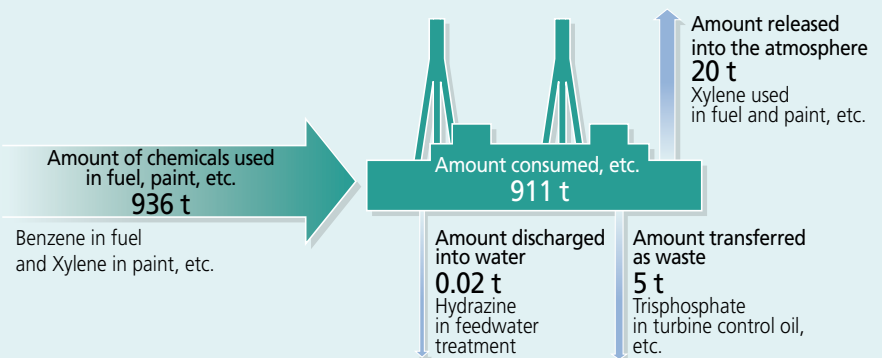 Amount of chemicals used
in fuel, paint, etc.
936 t
Benzene in fuel
and Xylene in paint, etc.
Amount consumed, etc.
911 t
Amount released
into the atmosphere
20 t
Xylene used
in fuel and paint, etc.
Amount discharged
into water
0.02 t
Hydrazine
in feedwater
treatment
Amount transferred
as waste
5 t
Trisphosphate
in turbine control oil,
etc.